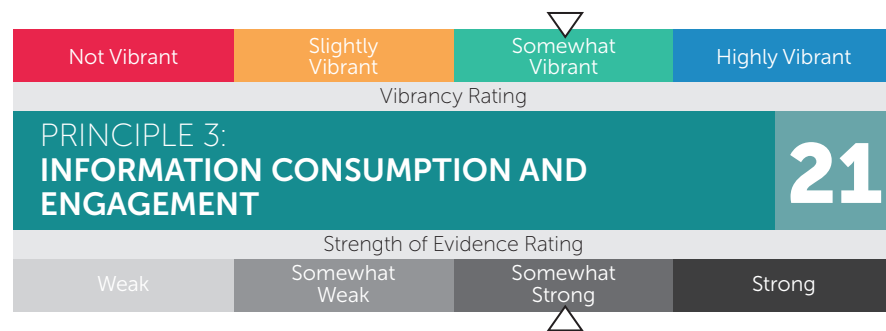 Not Vibrant
Slightly
Vibrant
Somewhat
Vibrant
Highly Vibrant
Vibrancy Rating
PRINCIPLE 3:
INFORMATION CONSUMPTION AND
ENGAGEMENT
21
Strength of Evidence Rating
Weak
Somewhat
Weak
Somewhat
Strong
Strong